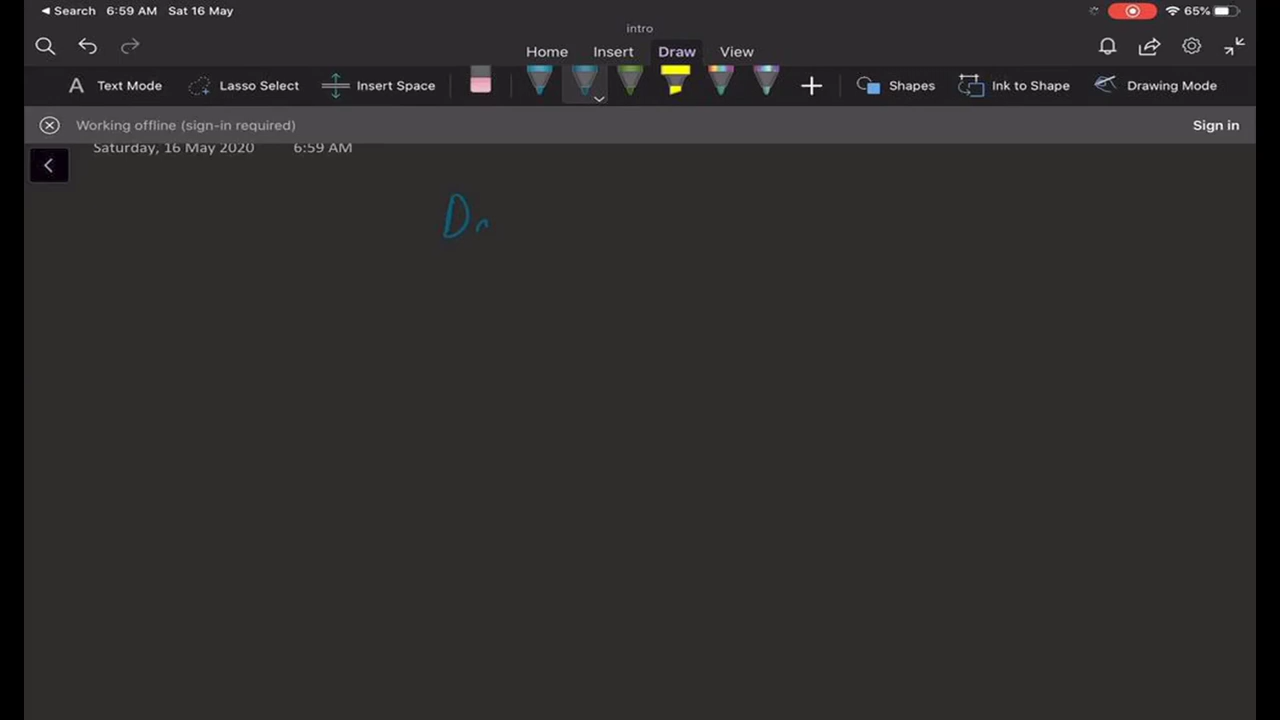 Search 6:59 AM Sat 16 May 65%
intro
Home Insert Draw View
Text Mode Lasso Select Insert Space Shapes Ink to Shape Drawing Mode
Working offline (sign-in required) Sign in
Saturday, 16 May 2020 6:59 AM
D